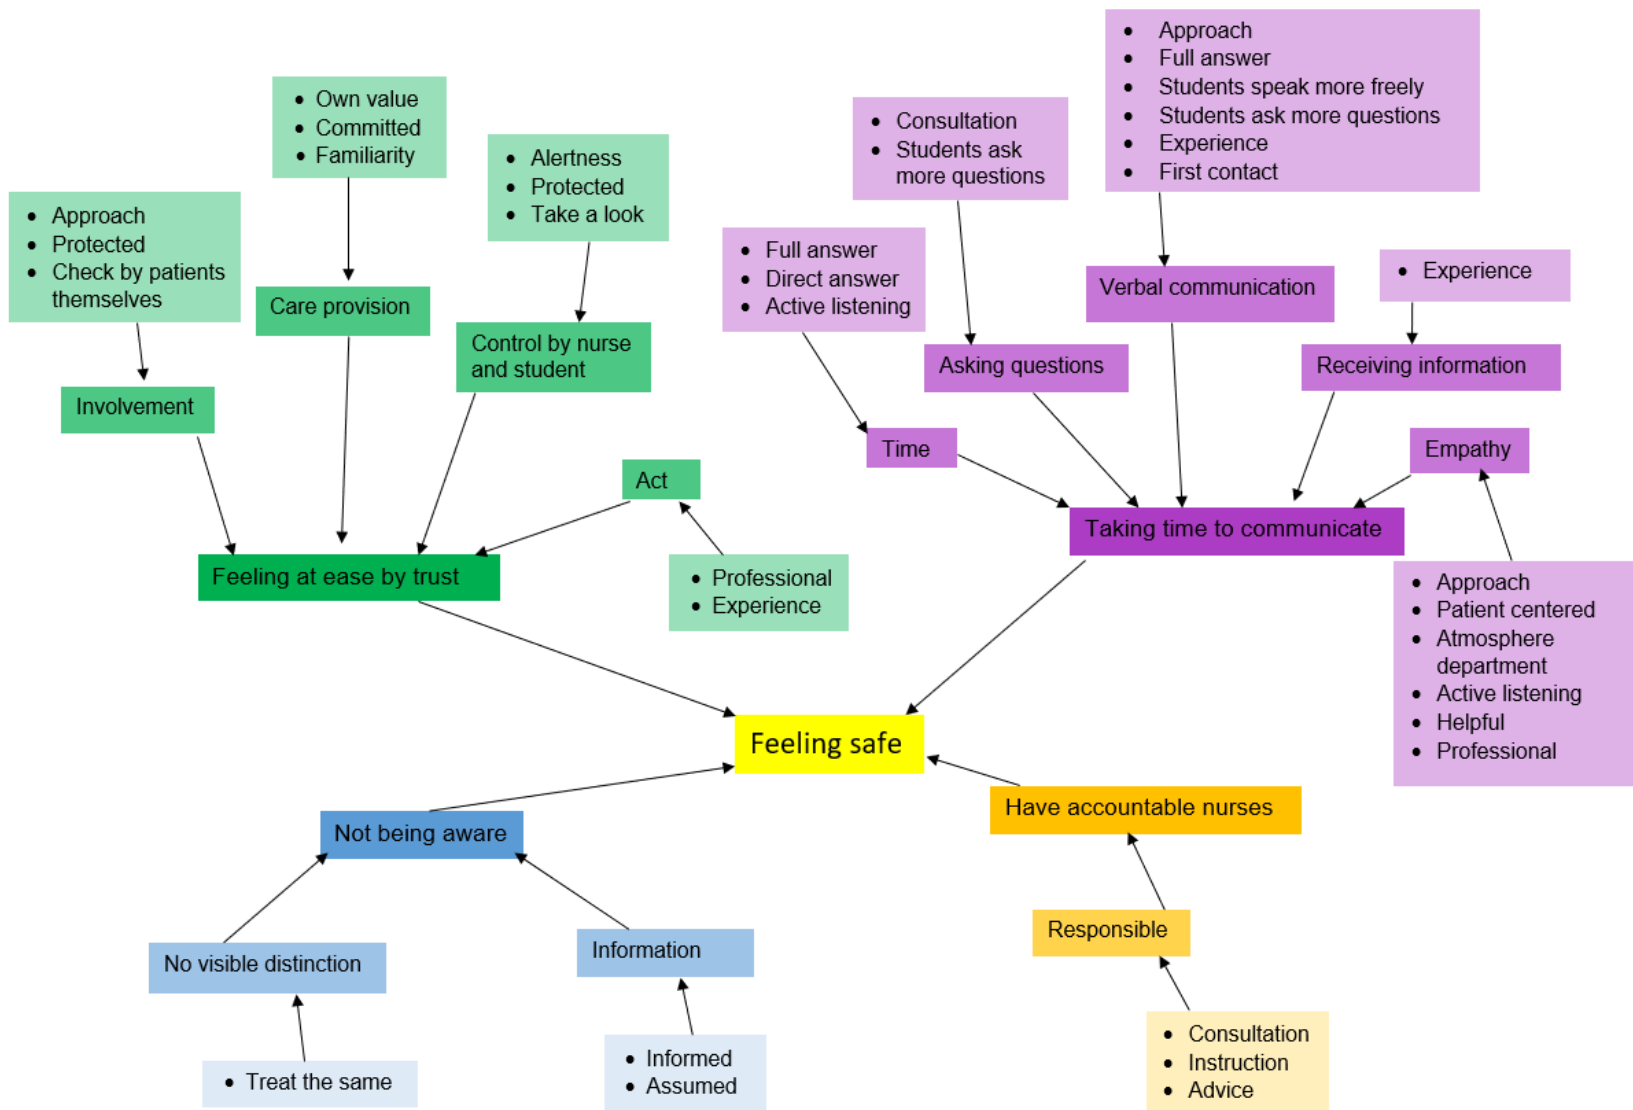 • Own value
• Committed
• Familiarity
• Alertness
• Protected
• Take a look
• Approach
• Protected
• Check by patients
themselves
Care provision
Control by nurse
and student
Involvement
Act
Feeling at ease by trust
• Professional
• Experience
• Approach
• Full answer
• Students speak more freely
• Students ask more questions
• Experience
• First contact
• Consultation
• Students ask
more questions
• Full answer
• Direct answer
• Active listening
Verbal communication
• Experience
Asking questions
Receiving information
Time
Empathy
Taking time to communicate
• Approach
• Patient centered
• Atmosphere
department
• Active listening
• Helpful
• Professional
Feeling safe
Not being aware
Have accountable nurses
No visible distinction
Information
Responsible
• Treat the same
• Informed
• Assumed
• Consultation
• Instruction
• Advice